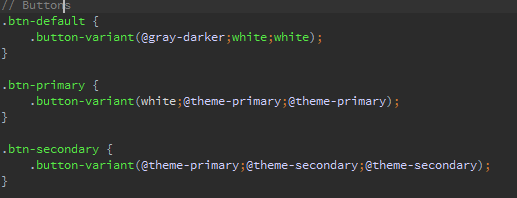 // Buttons
.btn-default {
    .button-variant(@gray-darker;white;white);
}
.btn-primary {
    .button-variant(white;@theme-primary;@theme-primary);
}
.btn-secondary {
    .button-variant(@theme-primary;@theme-secondary;@theme-secondary);
}